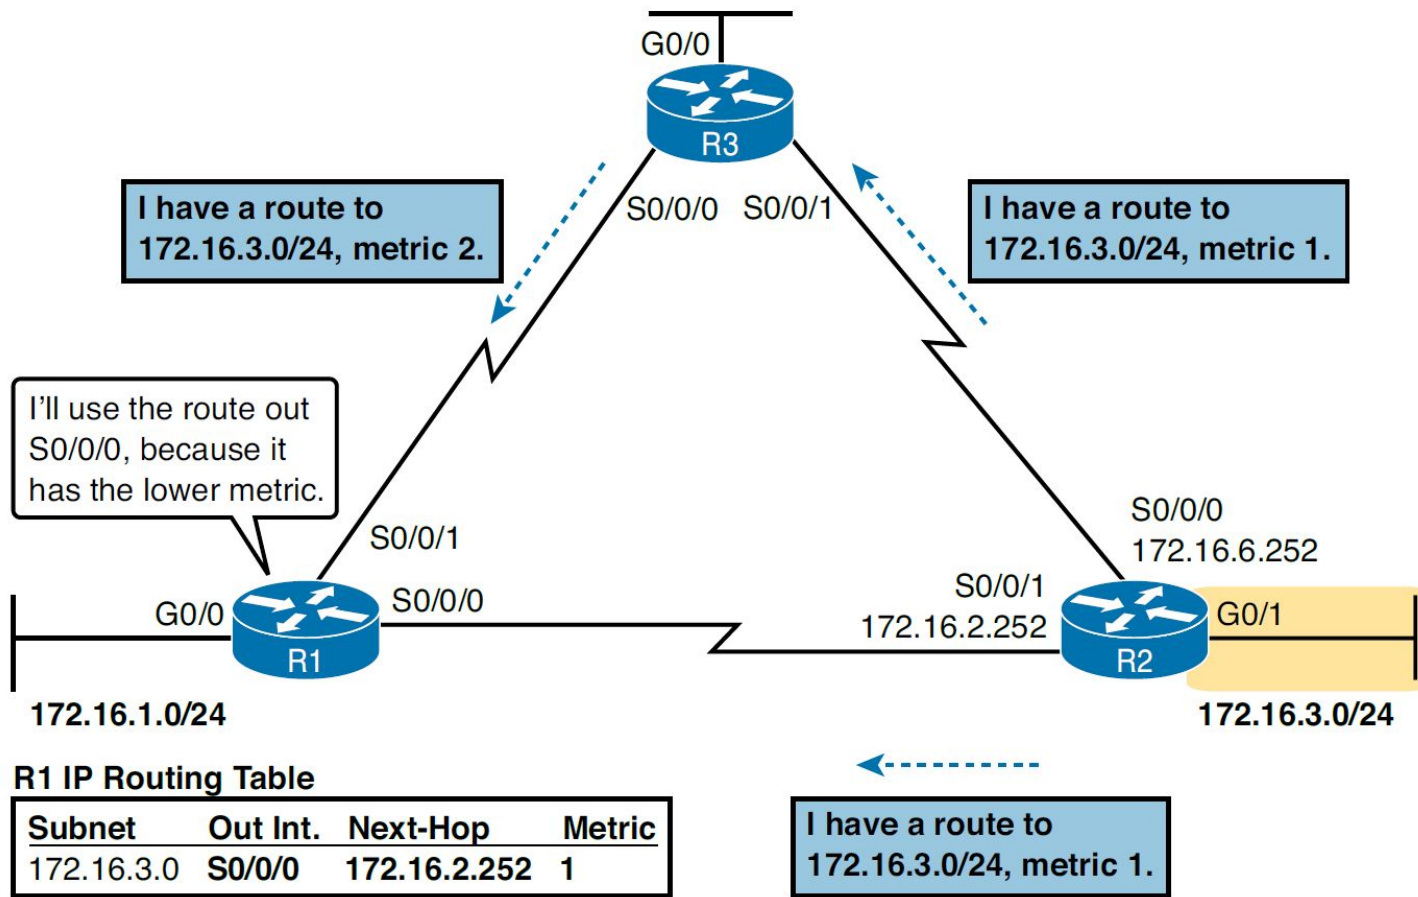 G0/0
R3
S0/0/0 S0/0/1
I have a route to
172.16.3.0/24, metric 2.
I have a route to
172.16.3.0/24, metric 1.
I'll use the route out
S0/0/0, because it
has the lower metric.
S0/0/1
S0/0/0
G0/0
R1
172.16.1.0/24
S0/0/0
172.16.6.252
S0/0/1
172.16.2.252
G0/1
R2
172.16.3.0/24
R1 IP Routing Table
Subnet Out Int. Next-Hop Metric
172.16.3.0 S0/0/0 172.16.2.252 1
I have a route to
172.16.3.0/24, metric 1.